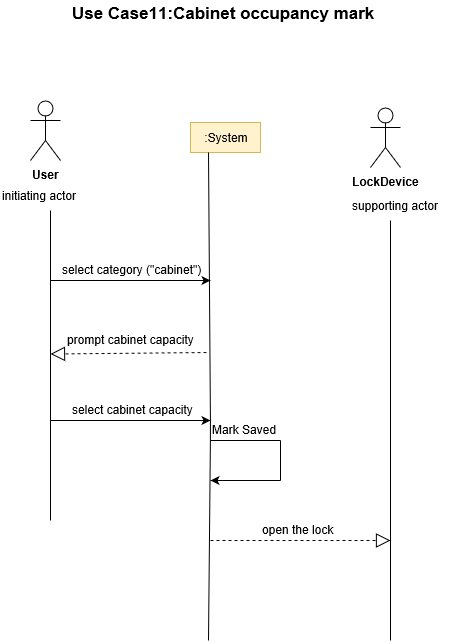 Use Case11:Cabinet occupancy mark
:System
User
initiating actor
LockDevice
supporting actor
select category ("cabinet")
prompt cabinet capacity
select cabinet capacity
Mark Saved
open the lock